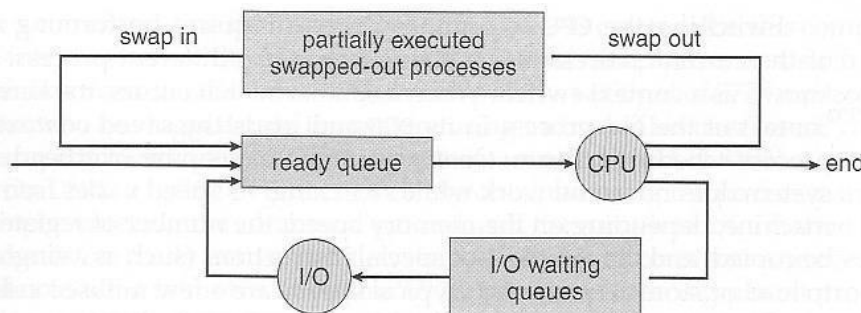 swap in
partially executed
swapped-out processes
swap out
ready queue
CPU
end
I/O
I/O waiting
queues